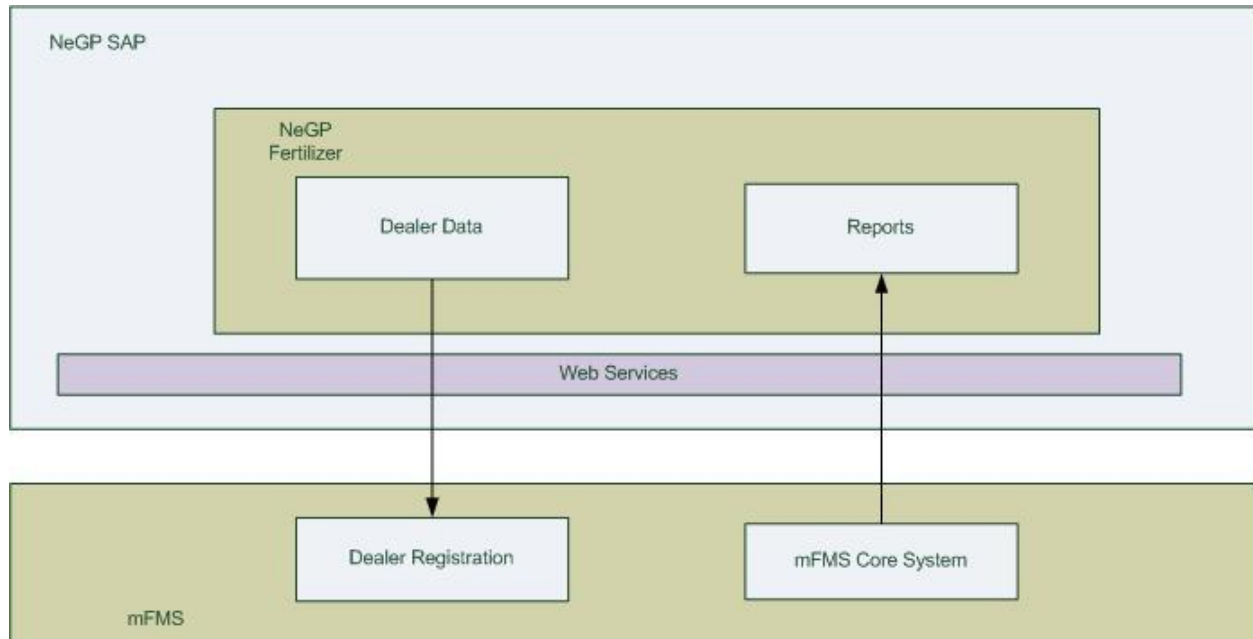 NeGP SAP
NeGP
Fertilizer
Dealer Data
Reports
Web Services
Dealer Registration
mFMS Core System
mFMS